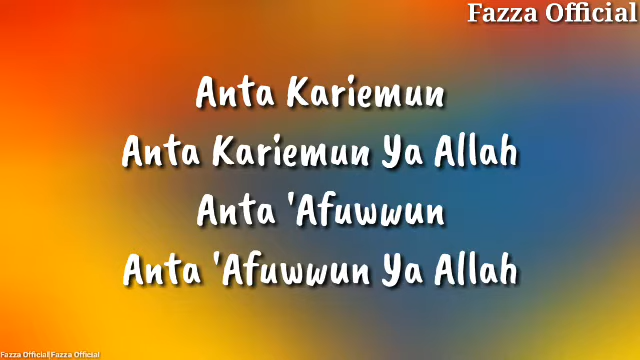 Fazza Official
Anta Kariemun
Anta Kariemun Ya Allah
Anta 'Afuwwun
Anta 'Afuwwun Ya Allah
Fazza Official|Fazza Official